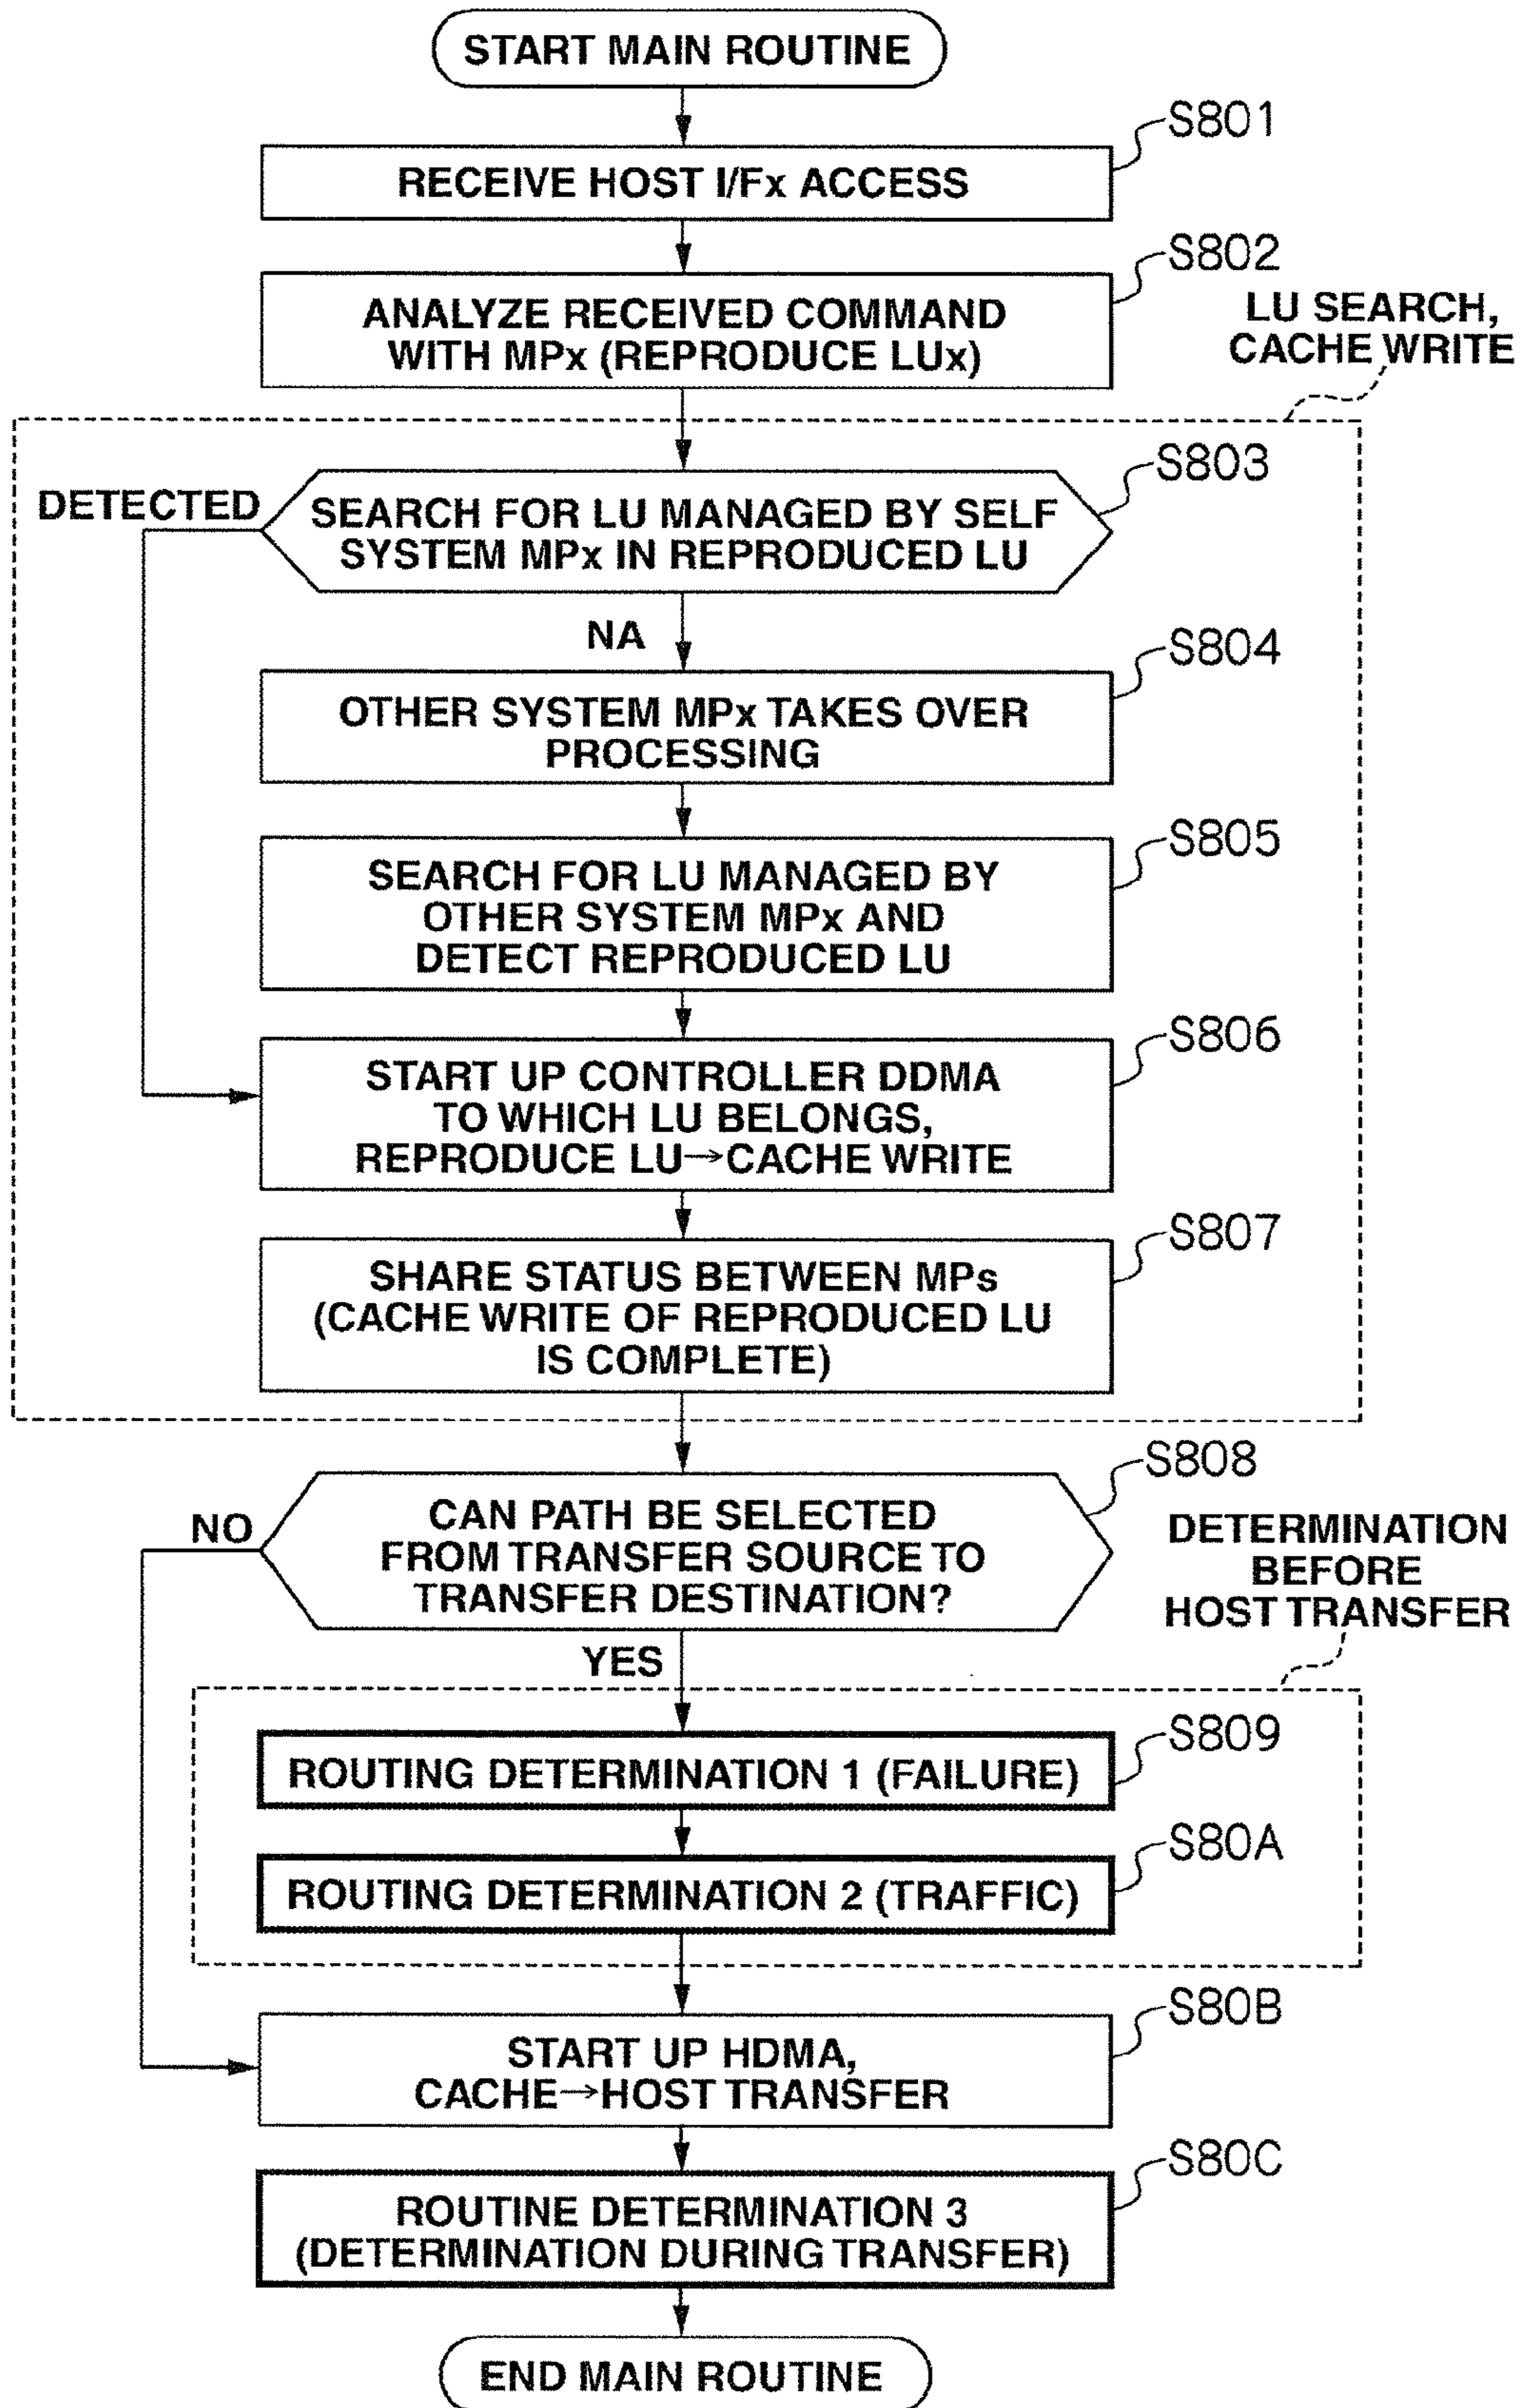 START MAIN ROUTINE
S801
RECEIVE HOST I/Fx ACCESS
S802
ANALYZE RECEIVED COMMAND
WITH MPx (REPRODUCE LUx)
LU SEARCH,
CACHE WRITE
S803
DETECTED
SEARCH FOR LU MANAGED BY SELF
SYSTEM MPx IN REPRODUCED LU
NA
S804
OTHER SYSTEM MPx TAKES OVER
PROCESSING
S805
SEARCH FOR LU MANAGED BY
OTHER SYSTEM MPx AND
DETECT REPRODUCED LU
S806
START UP CONTROLLER DDMA
TO WHICH LU BELONGS,
REPRODUCE LU→CACHE WRITE
S807
SHARE STATUS BETWEEN MPs
(CACHE WRITE OF REPRODUCED LU
IS COMPLETE)
S808
NO
CAN PATH BE SELECTED
FROM TRANSFER SOURCE TO
TRANSFER DESTINATION?
DETERMINATION
BEFORE
HOST TRANSFER
YES
S809
ROUTING DETERMINATION 1 (FAILURE)
S80A
ROUTING DETERMINATION 2 (TRAFFIC)
S80B
START UP HDMA,
CACHE→HOST TRANSFER
S80C
ROUTINE DETERMINATION 3
(DETERMINATION DURING TRANSFER)
END MAIN ROUTINE